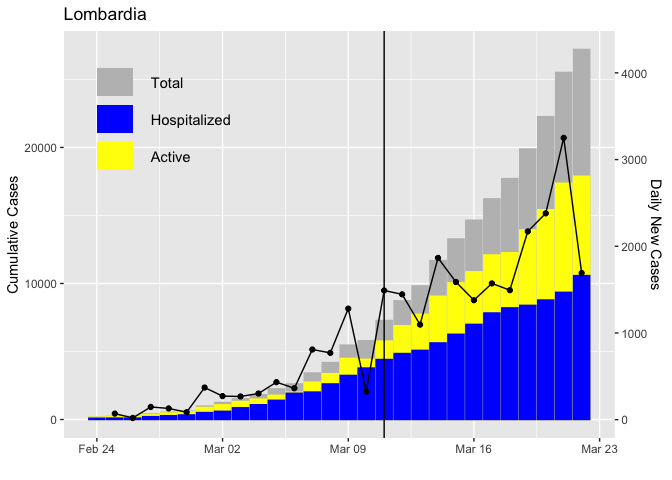 Lombardia
Total
Hospitalized
Active
Cumulative Cases
20000
10000
0
4000
3000
2000
1000
0
Daily New Cases
Feb 24 Mar 02 Mar 09 Mar 16 Mar 23